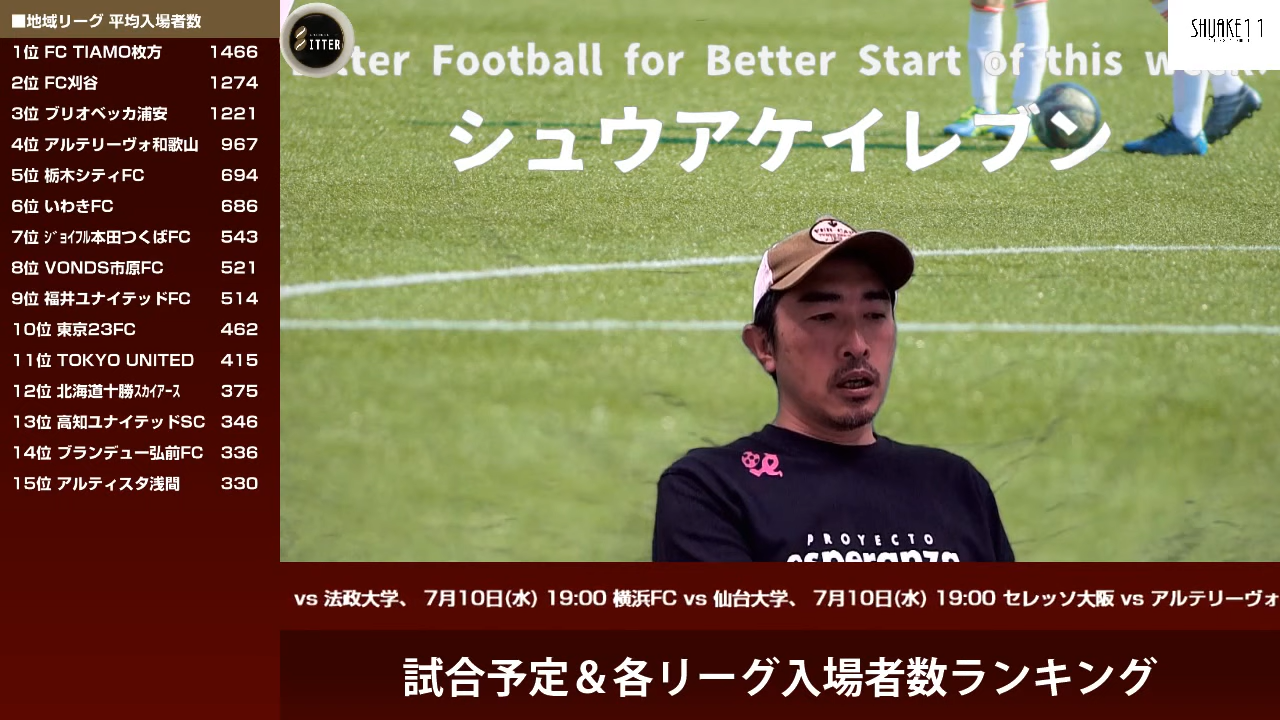 ■地域リーグ 平均入場者数
1位 FC TIAMO枚方 1466
2位 FC刈谷 1274
3位 ブリオベッカ浦安 1221
4位 アルテリーヴォ和歌山 967
5位 栃木シティFC 694
6位 いわきFC 686
7位 ｼﾞｮｲﾌﾙ本田つくばFC 543
8位 VONDS市原FC 521
9位 福井ユナイテッドFC 514
10位 東京23FC 462
11位 TOKYO UNITED 415
12位 北海道十勝ｽｶｲｱｰｽ 375
13位 高知ユナイテッドSC 346
14位 ブランデュー弘前FC 336
15位 アルティスタ浅間 330
ITTER
SHUAKE11
Football for Better Start of this
シュウアケイレブン
PROYECTO
esperanza
vs 法政大学、 7月10日(水) 19:00 横浜FC vs 仙台大学、 7月10日(水) 19:00 セレッソ大阪 vs アルテリーヴォ
試合予定＆各リーグ入場者数ランキング